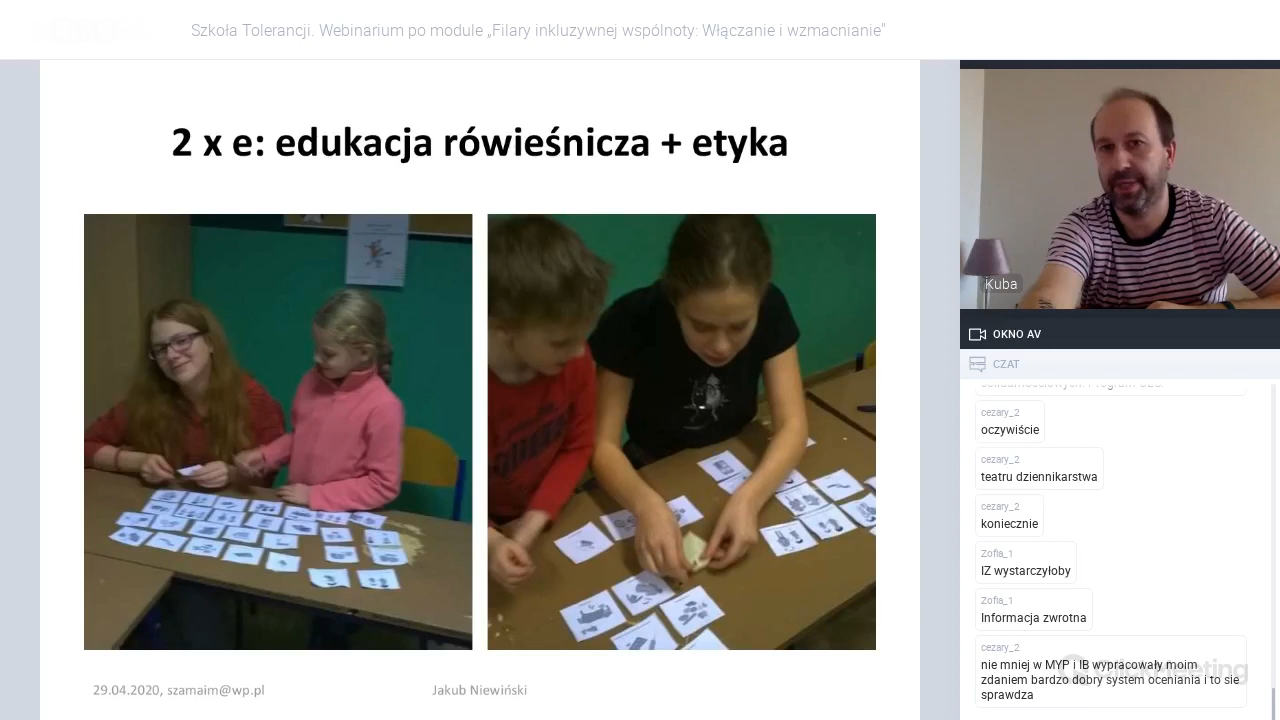 Szkoła Tolerancji. Webinarium po module „Filary inkluzywnej wspólnoty: Włączanie i wzmacnianie"
2 x e: edukacja rówieśnicza + etyka
29.04.2020, szamaim@wp.pl
Jakub Niewiński
Kuba
OKNO AV
CZAT
cezary_2
oczywiście
cezary_2
teatru dziennikarstwa
cezary_2
koniecznie
Zofia_1
IZ wystarczyłoby
Zofia_1
Informacja zwrotna
cezary_2
nie mniej w MYP i IB wypracowały moim
zdaniem bardzo dobry system oceniania i to sie
sprawdza
ClickMeeting